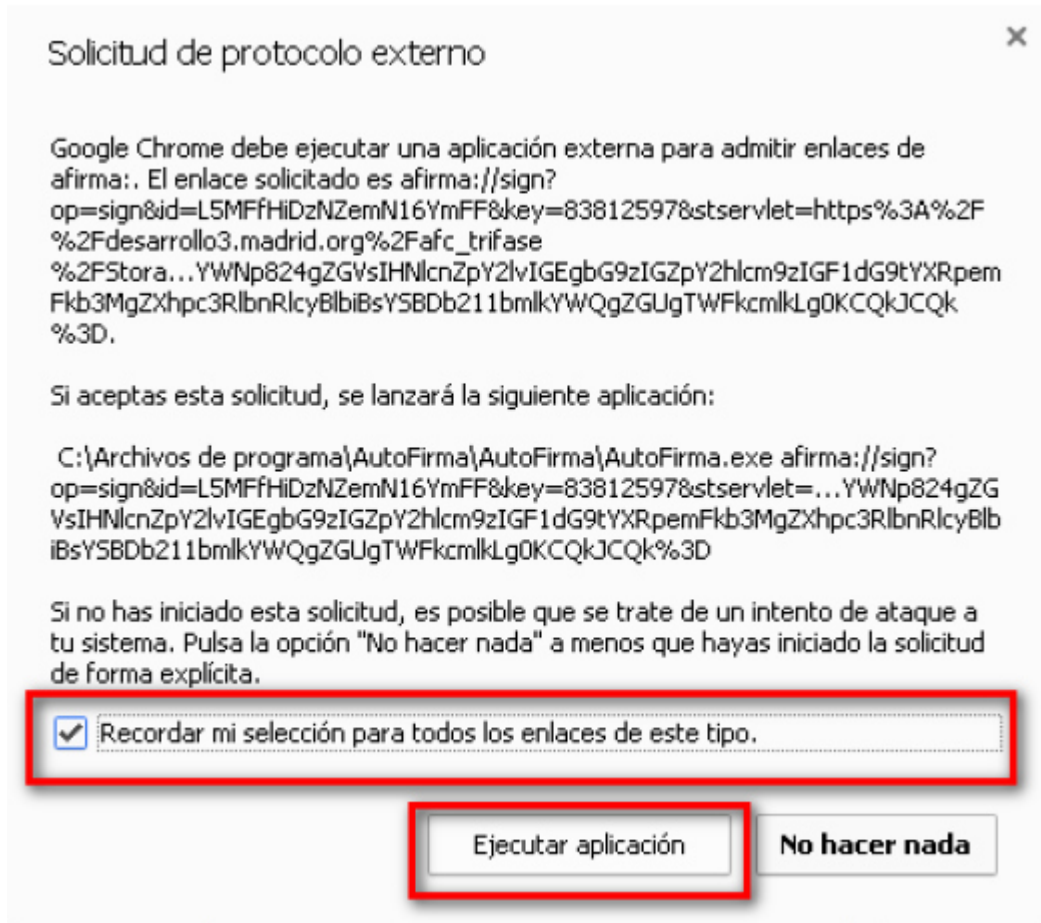 Solicitud de protocolo externo
Google Chrome debe ejecutar una aplicación externa para admitir enlaces de
afirma:. El enlace solicitado es afirma://sign?
op=sign&id=L5MFfHiDzNZemN16YmFF&key=83812597&stservlet=https%3A%2F
%2Fdesarrollo3.madrid.org%2Fafc_trifase
%2FStora...YWNp824gZGVsIHNlcnZpY2lvIGEgbG9zIGZpY2hlcm9zIGF1dG9tYXRpem
Fkb3MgZXhpc3RlbnRlcyBlbiBsYSBDb211bmlkYWQgZGUgTWFkcmlkLg0KCQkJCQk
%3D.
Si aceptas esta solicitud, se lanzará la siguiente aplicación:
C:\Archivos de programa\AutoFirma\AutoFirma\AutoFirma.exe afirma://sign?
op=sign&id=L5MFfHiDzNZemN16YmFF&key=83812597&stservlet=...YWNp824gZG
VsIHNlcnZpY2lvIGEgbG9zIGZpY2hlcm9zIGF1dG9tYXRpemFkb3MgZXhpc3RlbnRlcyBlb
iBsYSBDb211bmlkYWQgZGUgTWFkcmlkLg0KCQkJCQk%3D
Si no has iniciado esta solicitud, es posible que se trate de un intento de ataque a
tu sistema. Pulsa la opción "No hacer nada" a menos que hayas iniciado la solicitud
de forma explícita.
Recordar mi selección para todos los enlaces de este tipo.
Ejecutar aplicación
No hacer nada